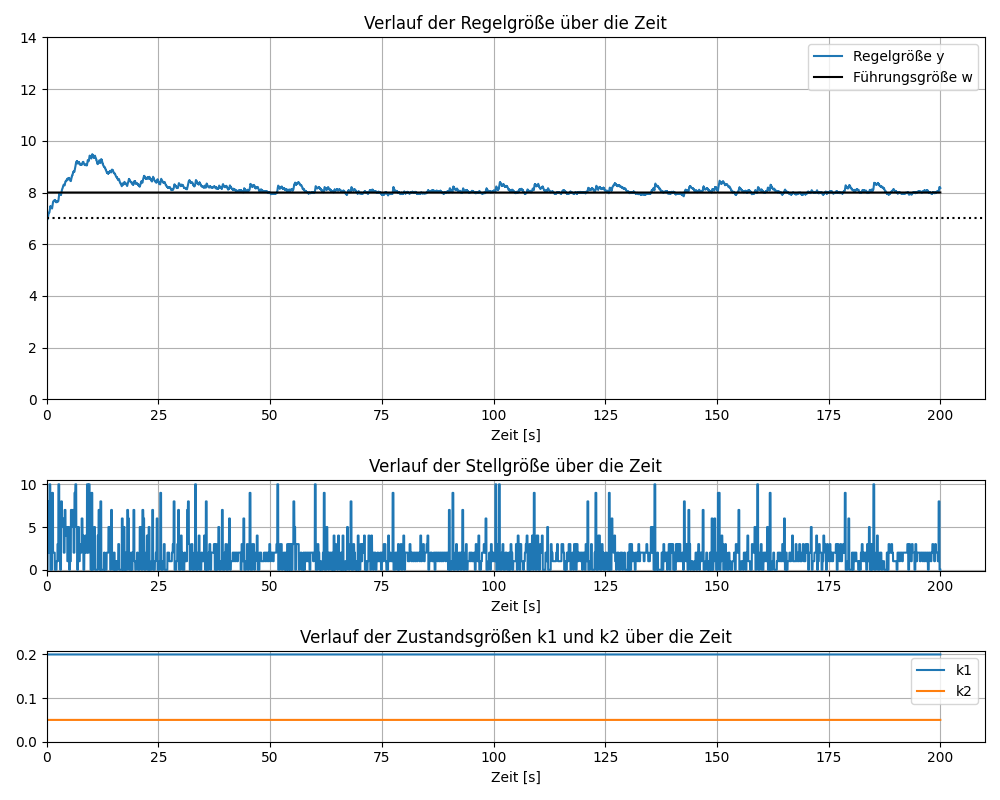 Verlauf der Regelgröße über die Zeit
14
12
10
8
6
4
2
0
Regelgröße y
Führungsgröße w
0 25 50 75 100 125 150 175 200
Zeit [s]
Verlauf der Stellgröße über die Zeit
10
5
0
0 25 50 75 100 125 150 175 200
Zeit [s]
Verlauf der Zustandsgrößen k1 und k2 über die Zeit
0.2
0.1
0.0
k1
k2
0 25 50 75 100 125 150 175 200
Zeit [s]